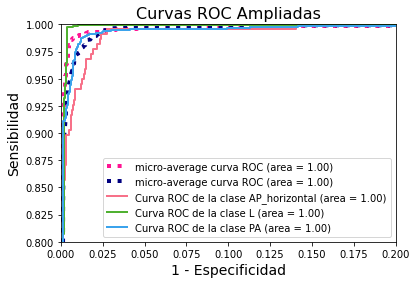 Curvas ROC Ampliadas
Sensibilidad
1.000
0.975
0.950
0.925
0.900
0.875
0.850
0.825
0.800
micro-average curva ROC (area = 1.00)
micro-average curva ROC (area = 1.00)
Curva ROC de la clase AP_horizontal (area = 1.00)
Curva ROC de la clase L (area = 1.00)
Curva ROC de la clase PA (area = 1.00)
0.000 0.025 0.050 0.075 0.100 0.125 0.150 0.175 0.200
1 - Especificidad